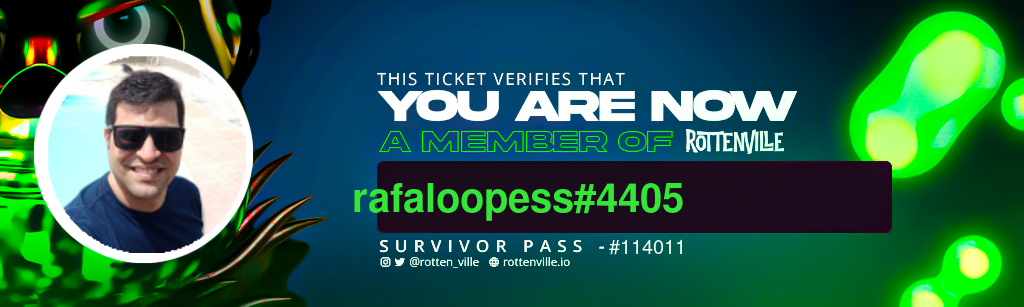 THIS TICKET VERIFIES THAT
YOU ARE NOW
A MEMBER OF ROTTENVILLE
rafaloopess#4405
SURVIVOR PASS - #114011
@rotten_ville rottenville.io